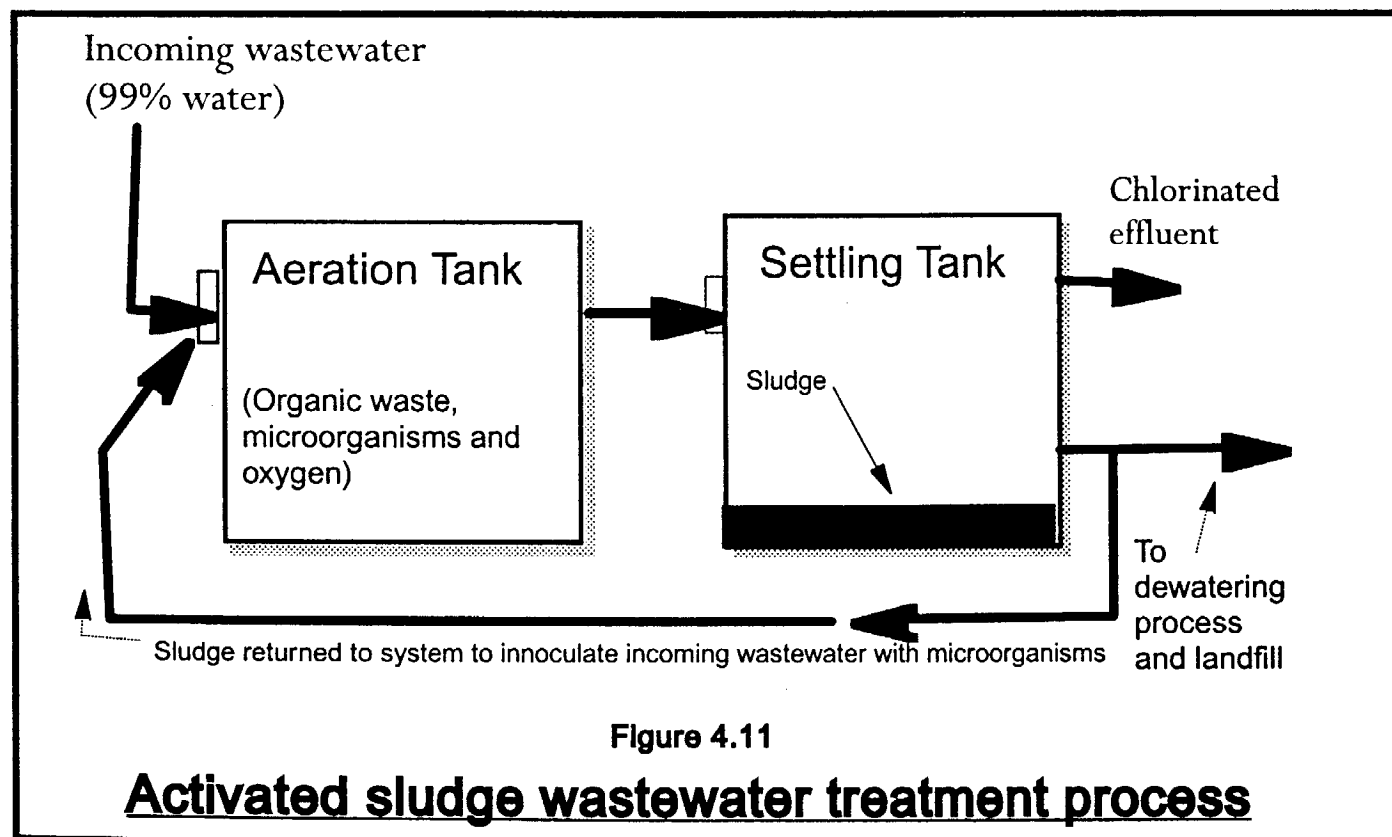 Incoming wastewater
(99% water)
Chlorinated
effluent
Aeration Tank
Settling Tank
(Organic waste,
microorganisms and
oxygen)
Sludge
To
dewatering
process
and landfill
Sludge returned to system to innoculate incoming wastewater with microorganisms
Figure 4.11
Activated sludge wastewater treatment process